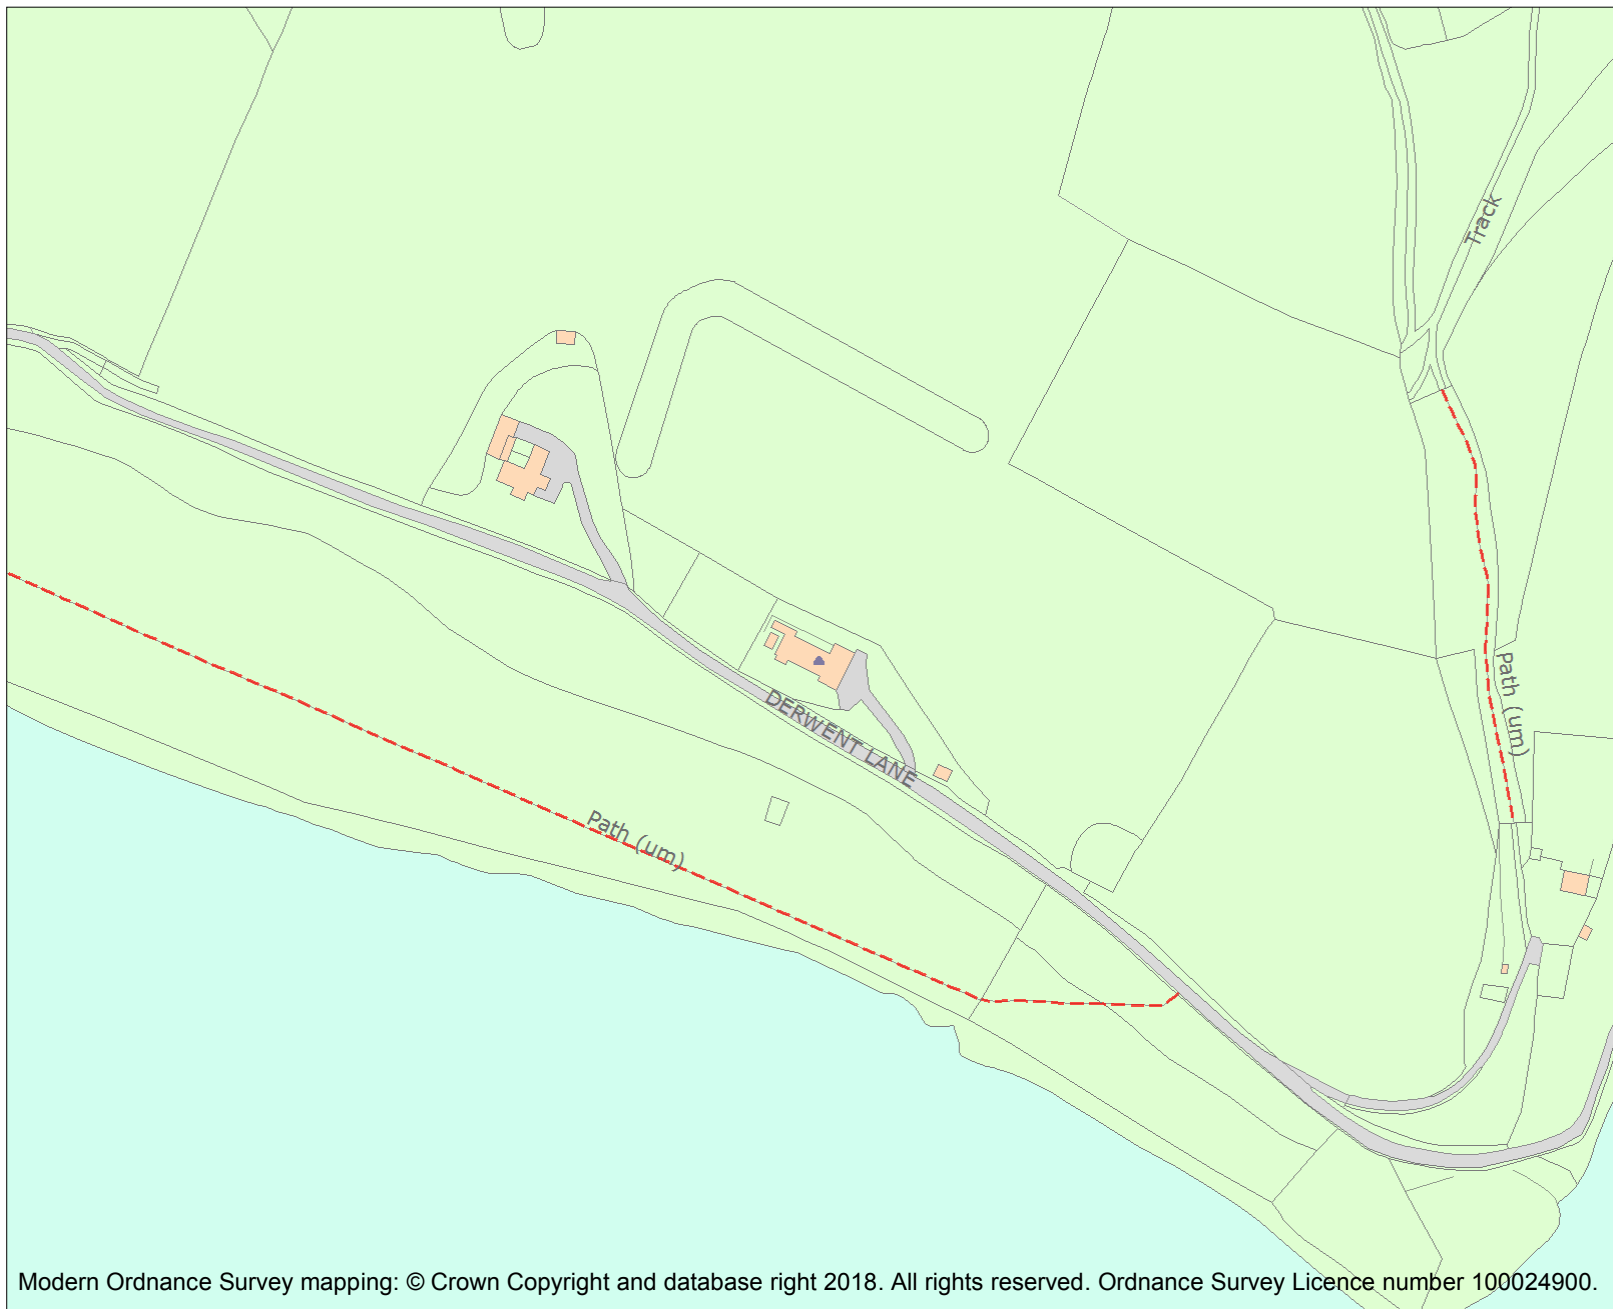 Track
Path (um)
DERWENT LANE
Path (um)
Modern Ordnance Survey mapping: © Crown Copyright and database right 2018. All rights reserved. Ordnance Survey Licence number 100024900.